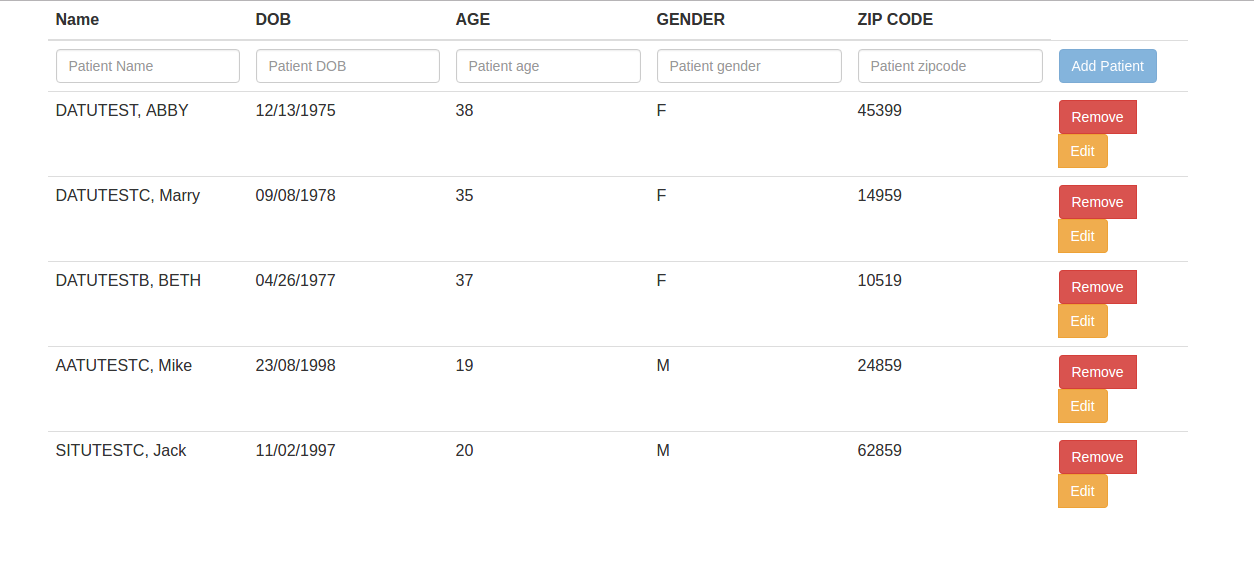 Name DOB AGE GENDER ZIP CODE
Patient Name Patient DOB Patient age Patient gender Patient zipcode Add Patient
DATUTEST, ABBY 12/13/1975 38 F 45399 Remove
Edit
DATUTESTC, Marry 09/08/1978 35 F 14959 Remove
Edit
DATUTESTB, BETH 04/26/1977 37 F 10519 Remove
Edit
AATUTESTC, Mike 23/08/1998 19 M 24859 Remove
Edit
SITUTESTC, Jack 11/02/1997 20 M 62859 Remove
Edit